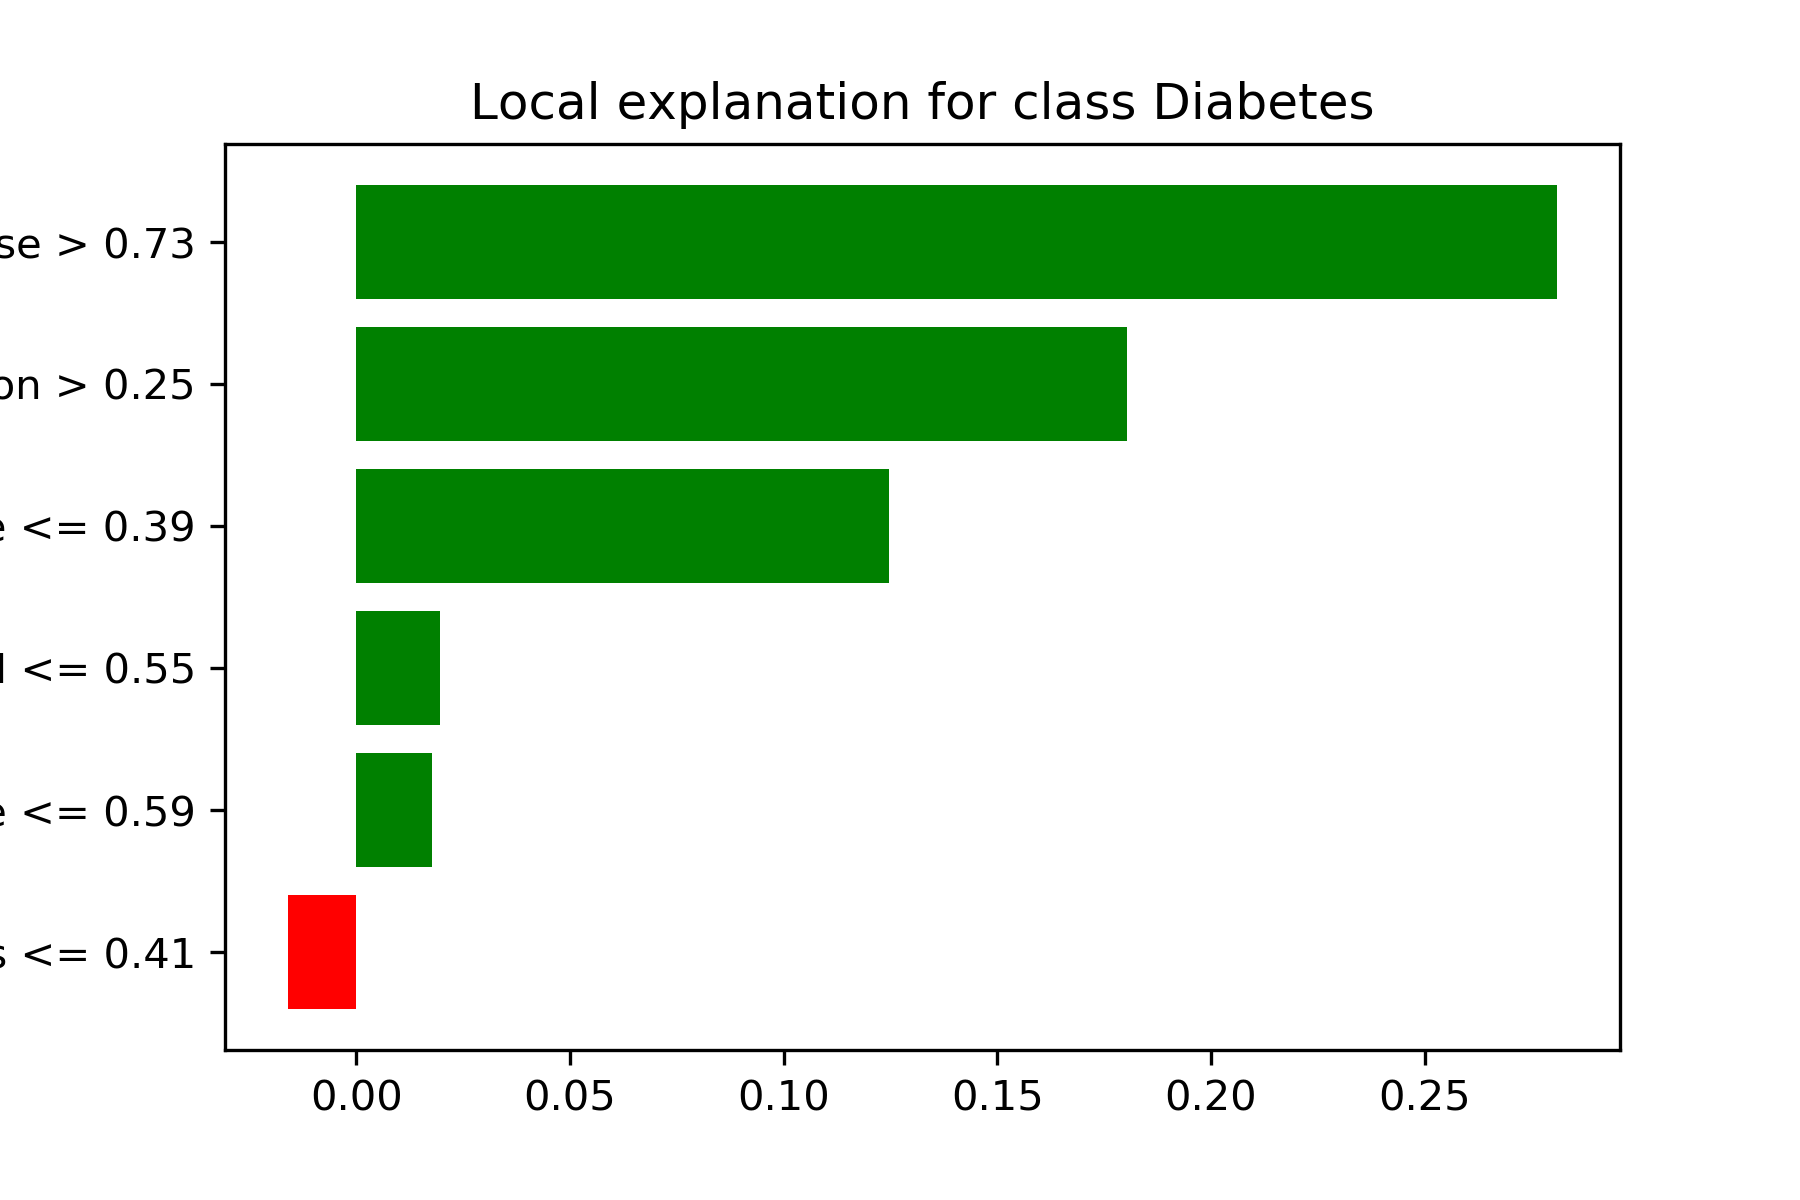 Local explanation for class Diabetes
se > 0.73
on > 0.25
e <= 0.39
<= 0.55
e <= 0.59
s <= 0.41
0.00 0.05 0.10 0.15 0.20 0.25